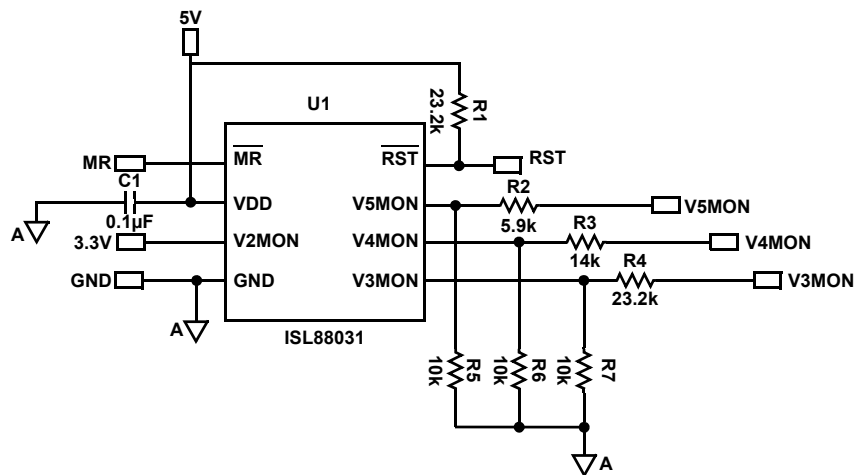 5V
U1
23.2k
R1
MR
MR
RST
RST
C1
0.1µF
A
VDD
V5MON
R2
5.9k
V5MON
3.3V
V2MON
V4MON
R3
14k
V4MON
GND
GND
V3MON
R4
23.2k
V3MON
A
ISL88031
10k
R5
10k
R6
10k
R7
A